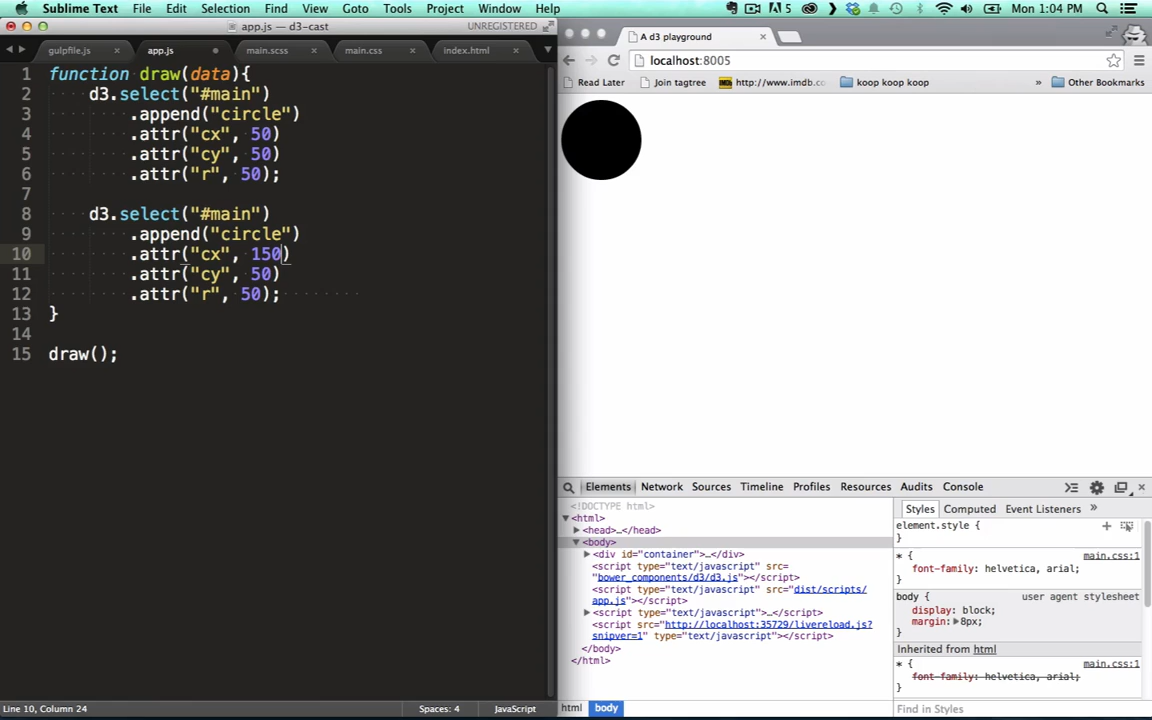 Sublime Text File Edit Selection Find View Goto Tools Project Window Help 5 Mon 1:04 PM
app.js — d3-cast UNREGISTERED
gulpfile.js app.js main.scss main.css index.html
1 function draw(data){
2 d3.select("#main")
3 .append("circle")
4 .attr("cx", 50)
5 .attr("cy", 50)
6 .attr("r", 50);
7
8 d3.select("#main")
9 .append("circle")
10 .attr("cx", 150)
11 .attr("cy", 50)
12 .attr("r", 50);
13 }
14
15 draw();
Line 10, Column 24 Spaces: 4 JavaScript
A d3 playground
localhost:8005
Read Later Join tagtree http://www.imdb.co koop koop koop » Other Bookmarks
Elements Network Sources Timeline Profiles Resources Audits Console
<!DOCTYPE html>
<html>
<head>…</head>
<body>
<div id="container">…</div>
<script type="text/javascript" src=
"bower_components/d3/d3.js"></script>
<script type="text/javascript" src="dist/scripts/
app.js"></script>
<script type="text/javascript">…</script>
<script src="http://localhost:35729/livereload.js?
snipver=1" type="text/javascript"></script>
</body>
</html>
html body
Styles Computed Event Listeners »
element.style {
}
* { main.css:1
font-family: helvetica, arial;
}
body { user agent stylesheet
display: block;
margin: 8px;
}
Inherited from html
* { main.css:1
font-family: helvetica, arial;
}
Find in Styles